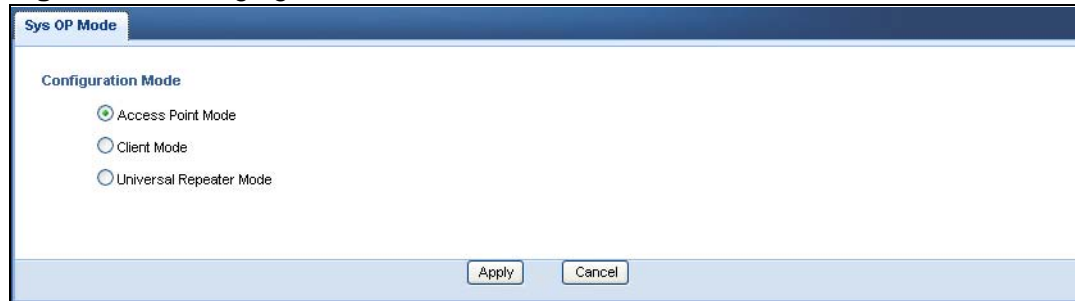 Sys OP Mode
Configuration Mode
Access Point Mode
Client Mode
Universal Repeater Mode
Apply Cancel